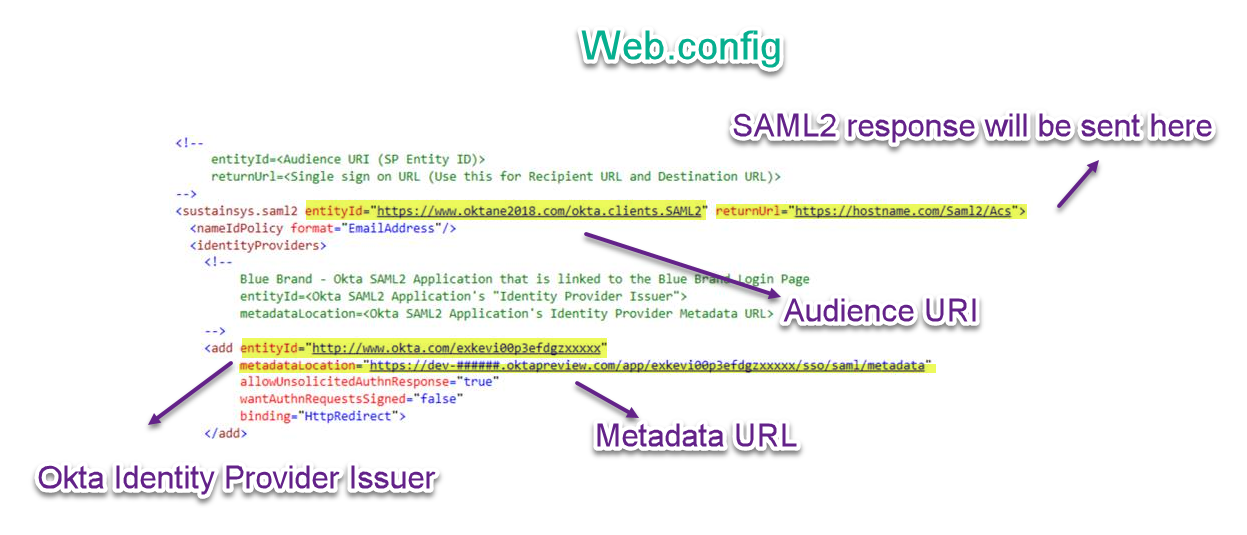 Web.config
SAML2 response will be sent here
<!--
entityId=<Audience URI (SP Entity ID)>
returnUrl=<Single sign on URL (Use this for Recipient URL and Destination URL)>
-->
<sustainsys.saml2 entityId="https://www.oktane2018.com/okta.clients.SAML2" returnUrl="https://hostname.com/Saml2/Acs">
<nameIdPolicy format="EmailAddress"/>
<identityProviders>
<!--
Blue Brand - Okta SAML2 Application that is linked to the Blue Brand Login Page
entityId=<Okta SAML2 Application's "Identity Provider Issuer">
metadataLocation=<Okta SAML2 Application's Identity Provider Metadata URL>
Audience URI
-->
<add entityId="http://www.okta.com/exkevi00p3efdgzxxxxx"
metadataLocation="https://dev-######.oktapreview.com/app/exkevi00p3efdgzxxxxx/sso/saml/metadata"
allowUnsolicitedAuthnResponse="true"
wantAuthnRequestsSigned="false"
binding="HttpRedirect">
</add>
Metadata URL
Okta Identity Provider Issuer